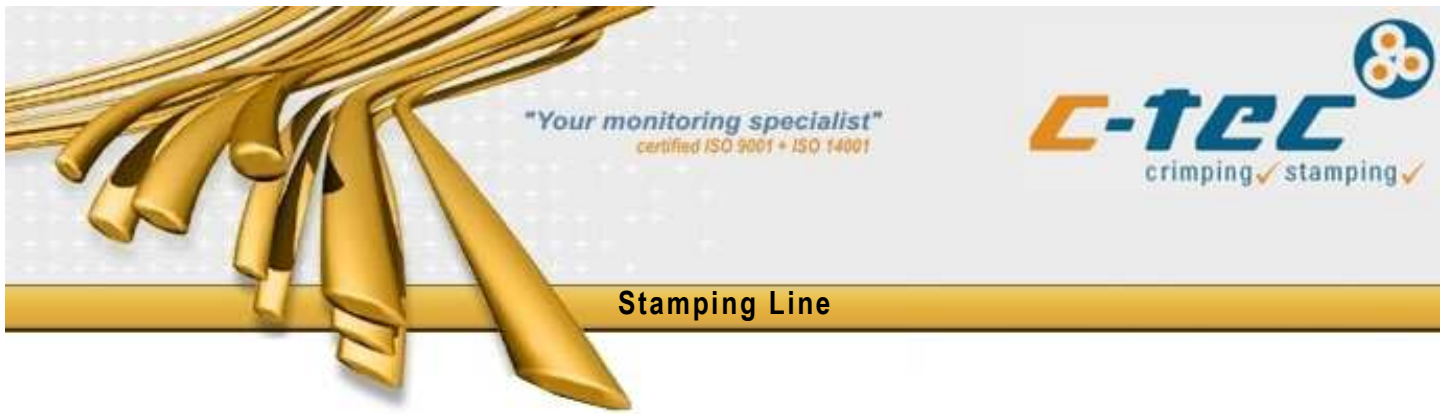 "Your monitoring specialist"
certified ISO 9001 + ISO 14001
c-tec
crimping✓ stamping✓
Stamping Line